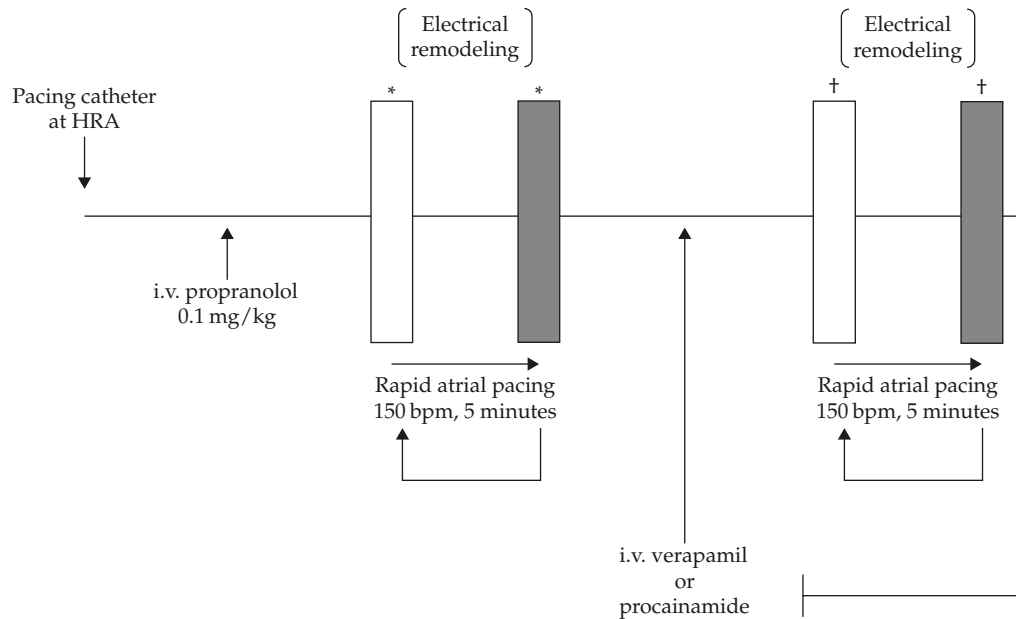 Electrical
remodeling
Electrical
remodeling
*
*
†
†
Pacing catheter
at HRA
i.v. propranolol
0.1 mg/kg
Rapid atrial pacing
150 bpm, 5 minutes
Rapid atrial pacing
150 bpm, 5 minutes
i.v. verapamil
or
procainamide